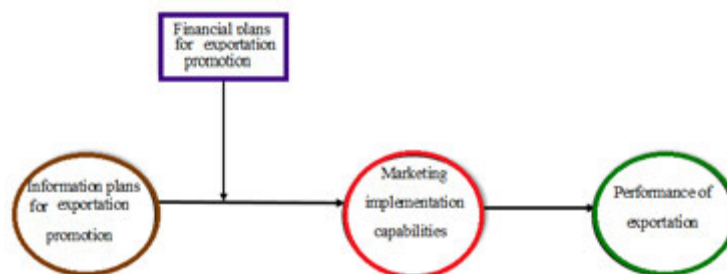 Financial plans
for exportation
promotion
Information plans
for exportation
promotion
Marketing
implementation
capabilities
Performance of
exportation